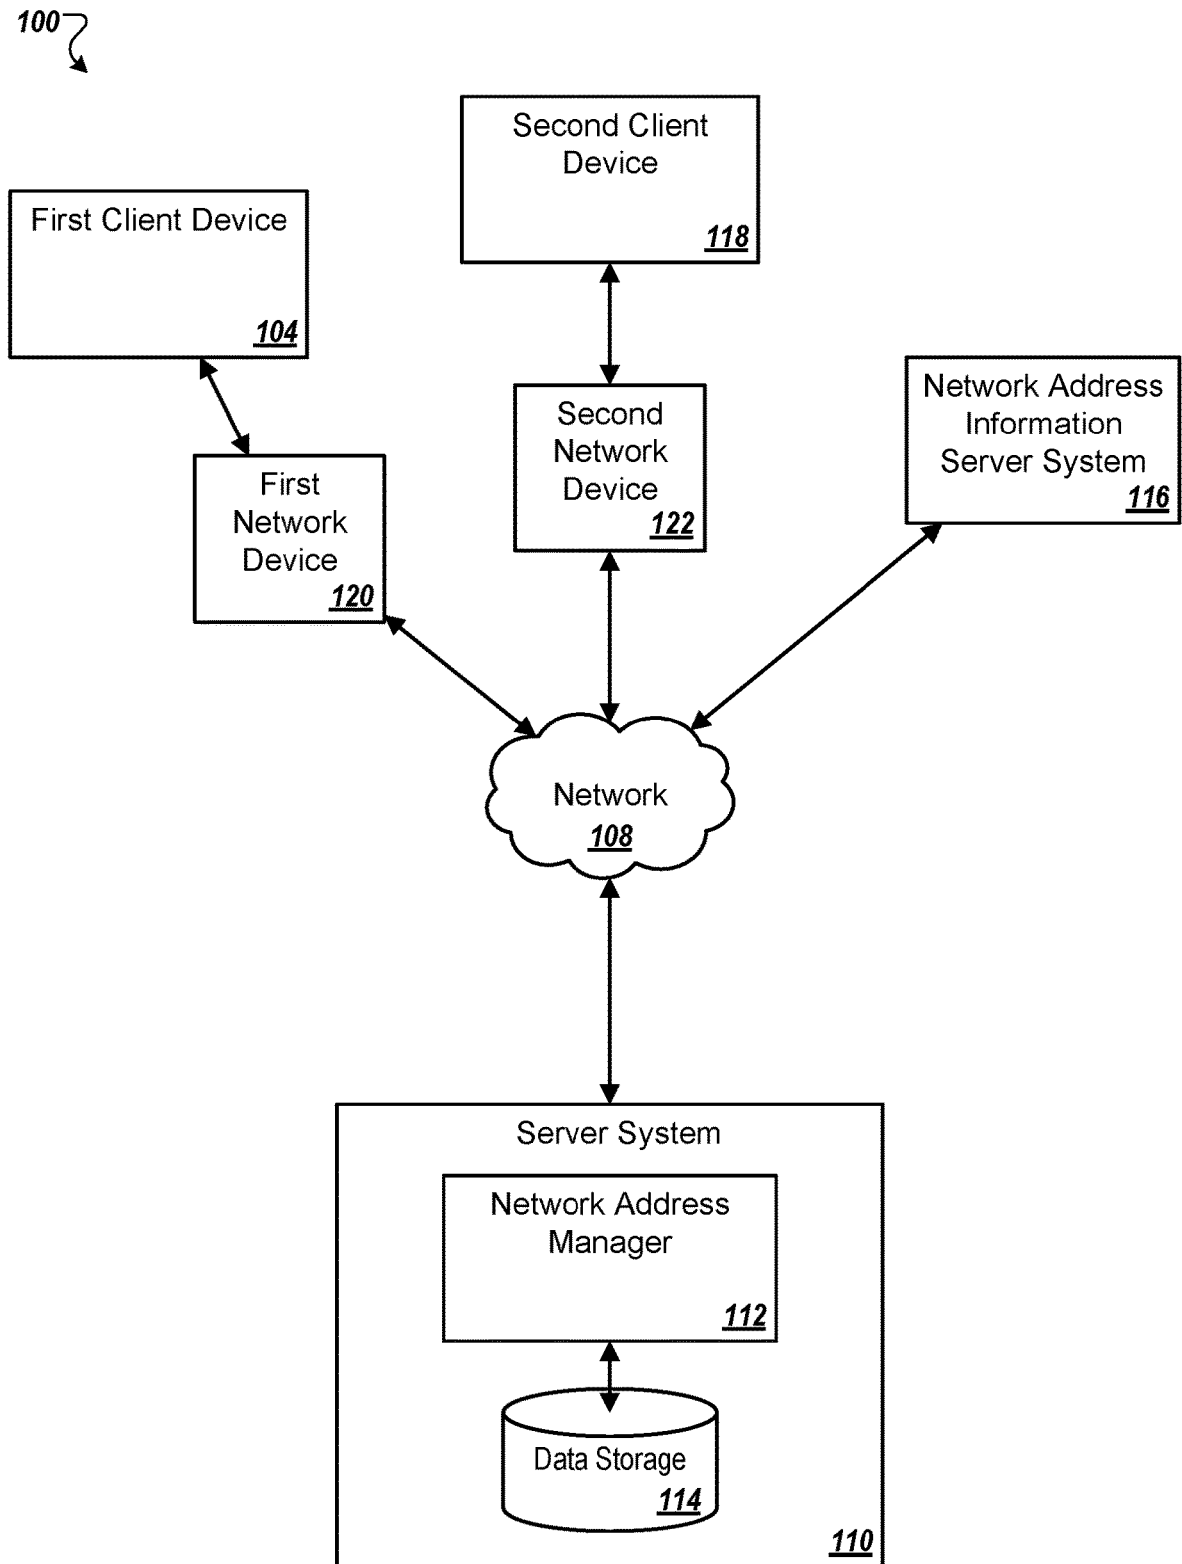 100
Second Client
Device
118
First Client Device
104
Network Address
Information
Server System
116
Second
Network
Device
122
First
Network
Device
120
Network
108
Server System
Network Address
Manager
112
Data Storage
114
110